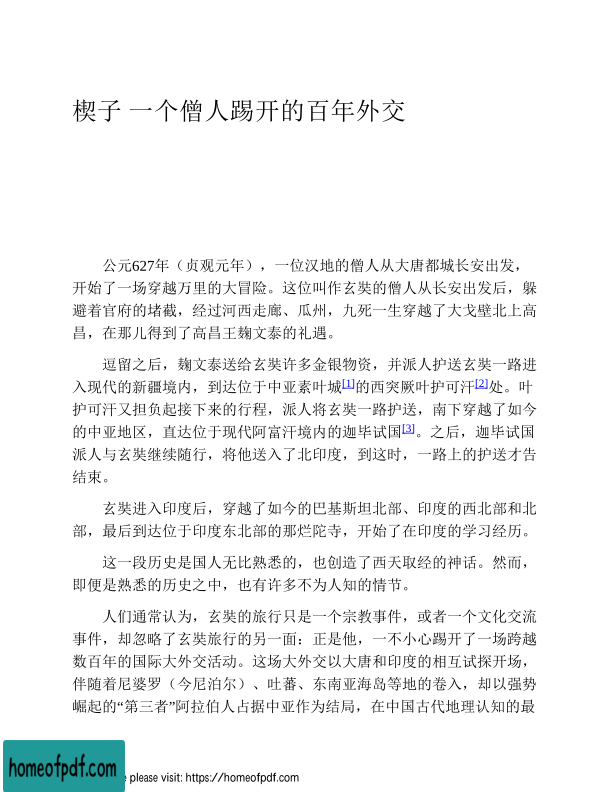 楔子 一个僧人踢开的百年外交
公元627年（贞观元年），一位汉地的僧人从大唐都城长安出发，
开始了一场穿越万里的大冒险。这位叫作玄奘的僧人从长安出发后，躲
避着官府的堵截，经过河西走廊、瓜州，九死一生穿越了大戈壁北上高
昌，在那儿得到了高昌王麹文泰的礼遇。
逗留之后，麹文泰送给玄奘许多金银物资，并派人护送玄奘一路进
入现代的新疆境内，到达位于中亚素叶城[1]的西突厥叶护可汗[2]处。叶
护可汗又担负起接下来的行程，派人将玄奘一路护送，南下穿越了如今
的中亚地区，直达位于现代阿富汗境内的迦毕试国[3]。之后，迦毕试国
派人与玄奘继续随行，将他送入了北印度，到这时，一路上的护送才告
结束。
玄奘进入印度后，穿越了如今的巴基斯坦北部、印度的西北部和北
部，最后到达位于印度东北部的那烂陀寺，开始了在印度的学习经历。
这一段历史是国人无比熟悉的，也创造了西天取经的神话。然而，
即便是熟悉的历史之中，也有许多不为人知的情节。
人们通常认为，玄奘的旅行只是一个宗教事件，或者一个文化交流
事件，却忽略了玄奘旅行的另一面：正是他，一不小心踢开了一场跨越
数百年的国际大外交活动。这场大外交以大唐和印度的相互试探开场，
伴随着尼婆罗（今尼泊尔）、吐蕃、东南亚海岛等地的卷入，却以强势
崛起的“第三者”阿拉伯人占据中亚作为结局，在中国古代地理认知的最
homeofpdf.com
please visit: https://homeofpdf.com